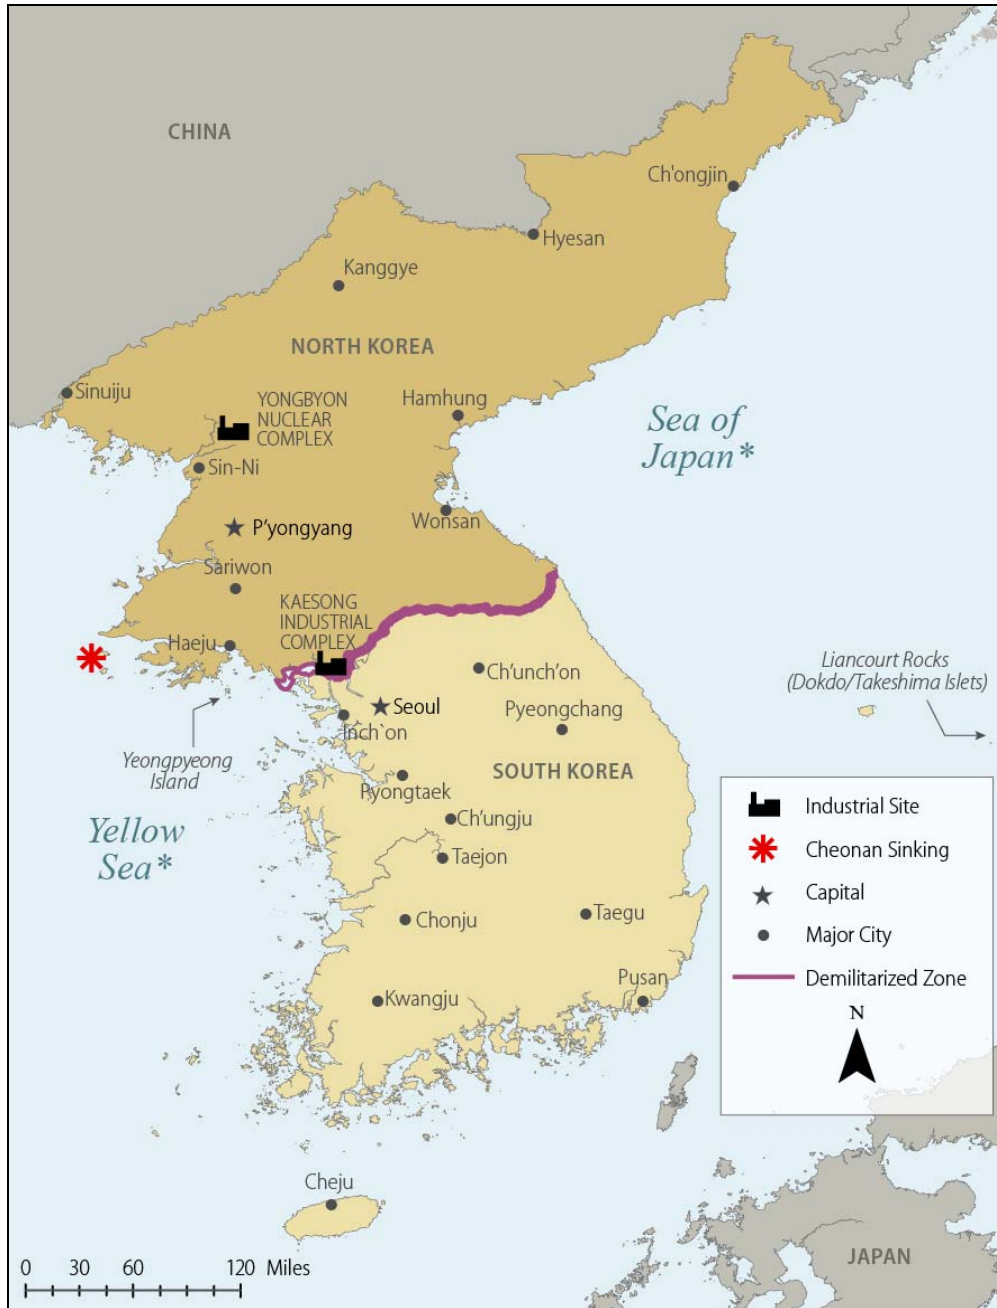 CHINA
Ch'ongjin
Hyesan
Kanggye
NORTH KOREA
Sinuiju
YONGBYON
NUCLEAR
COMPLEX
Hamhung
Sea of
Japan*
Sin-Ni
Wonsan
P'yongyang
Sariwon
KAESONG
INDUSTRIAL
COMPLEX
Haeju
Ch'unch'on
Liancourt Rocks
(Dokdo/Takeshima Islets)
Seoul
Pyeongchang
Inch`on
Yeongpyeong
Island
SOUTH KOREA
Pyongtaek
Yellow
Sea*
Ch'ungju
Taejon
Chonju
Taegu
Pusan
Kwangju
Industrial Site
Cheonan Sinking
Capital
Major City
Demilitarized Zone
N
Cheju
JAPAN
0 30 60 120 Miles